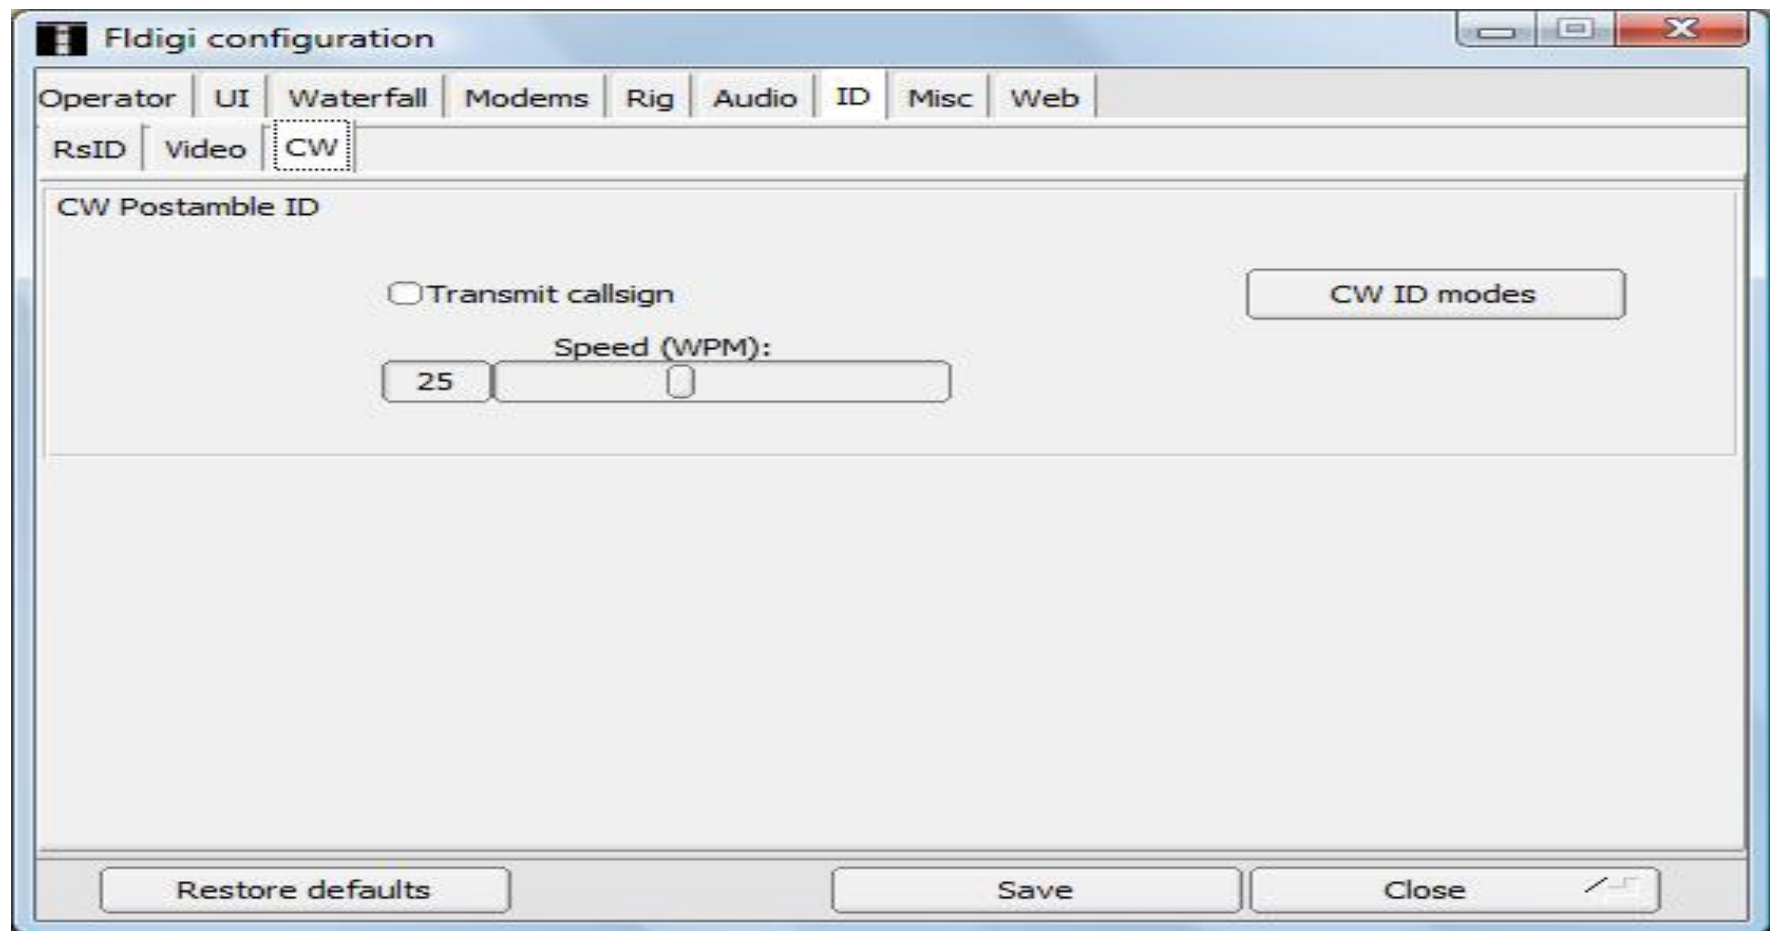 Fldigi configuration
Operator UI Waterfall Modems Rig Audio ID Misc Web
RsID Video CW
CW Postamble ID
Transmit callsign CW ID modes
Speed (WPM):
25
Restore defaults Save Close